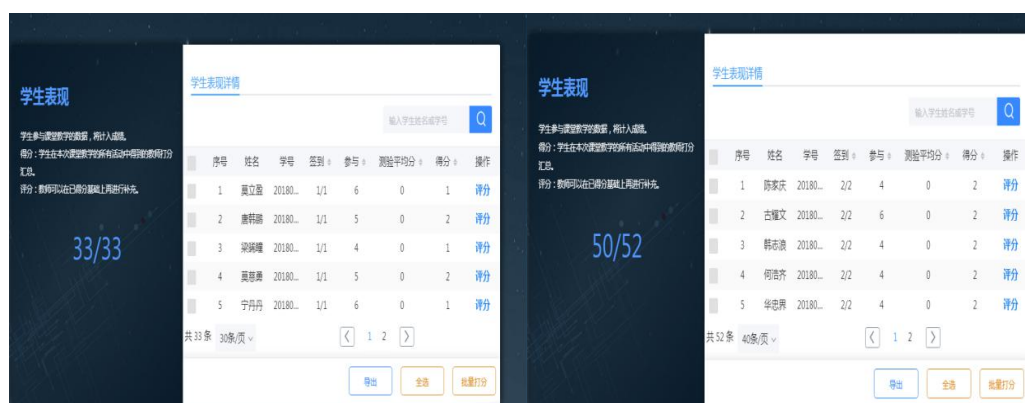 学生表现
学生参与课堂教学的数据，将计入成绩。
得分：学生在本次课堂教学的所有活动中得到的教师打分
汇总。
评分：教师可以在已得分基础上再进行补充。
33/33
学生表现详情
输入学生姓名或学号
序号 姓名 学号 签到 参与 测验平均分 得分 操作
1 莫立盈 20180... 1/1 6 0 1 评分
2 唐韩鹏 20180... 1/1 5 0 2 评分
3 梁婉曈 20180... 1/1 4 0 1 评分
4 莫慈勇 20180... 1/1 5 0 2 评分
5 宁丹丹 20180... 1/1 6 0 1 评分
共 33 条 30条/页 1 2
导出 全选 批量打分
学生表现
学生参与课堂教学的数据，将计入成绩。
得分：学生在本次课堂教学的所有活动中得到的教师打分
汇总。
评分：教师可以在已得分基础上再进行补充。
50/52
学生表现详情
输入学生姓名或学号
序号 姓名 学号 签到 参与 测验平均分 得分 操作
1 陈家庆 20180... 2/2 4 0 2 评分
2 古耀文 20180... 2/2 6 0 2 评分
3 韩志浪 20180... 2/2 4 0 2 评分
4 何浩齐 20180... 2/2 4 0 2 评分
5 华忠界 20180... 2/2 4 0 2 评分
共 52 条 40条/页 1 2
导出 全选 批量打分